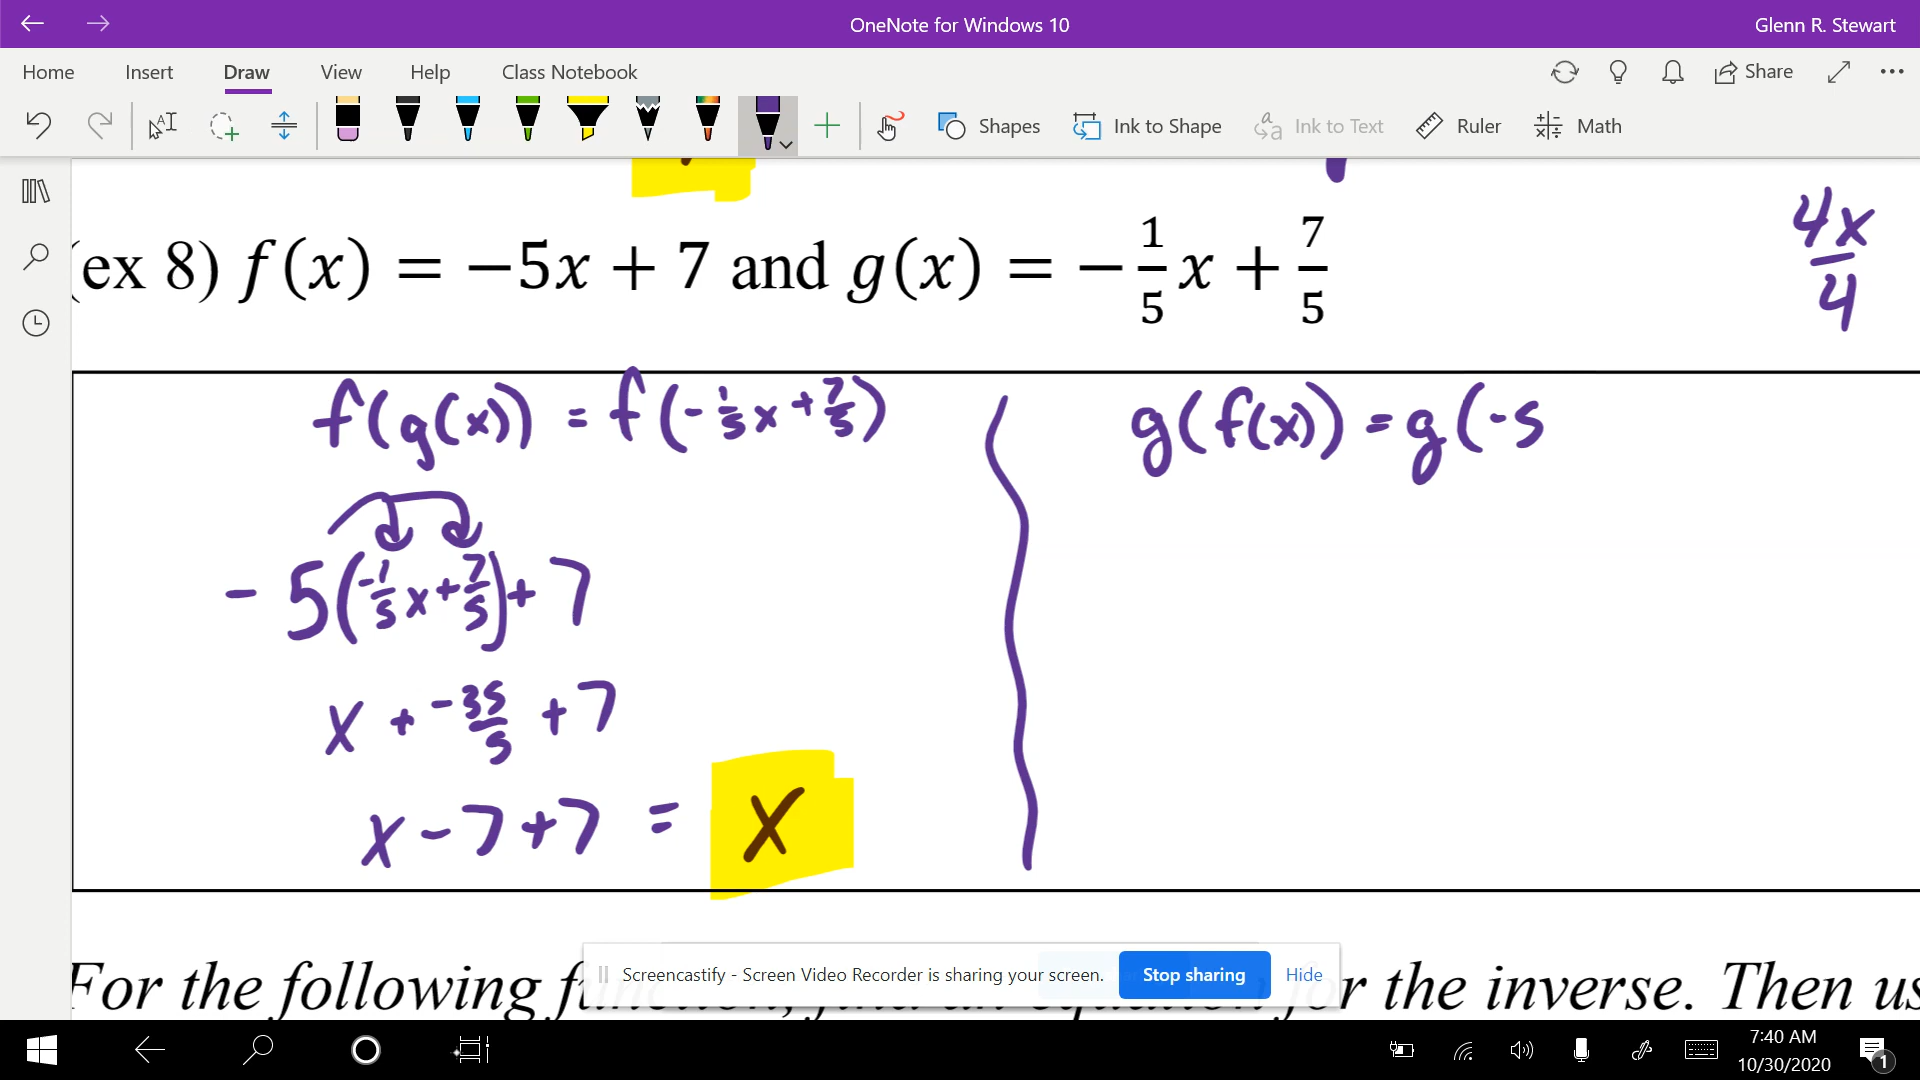 OneNote for Windows 10
Glenn R. Stewart
Home Insert Draw View Help Class Notebook
Share
Shapes Ink to Shape Ink to Text Ruler Math
(ex 8) f(x) = −5x + 7 and g(x) = −1/5x + 7/5
4x/4
f(g(x)) = f(-1/5x + 7/5)
g(f(x)) = g(-5
-5(-1/5x + 7/5) + 7
x + -35/5 + 7
x - 7 + 7 = x
For the following for the inverse. Then us
Screencastify - Screen Video Recorder is sharing your screen. Stop sharing Hide
7:40 AM
10/30/2020
1